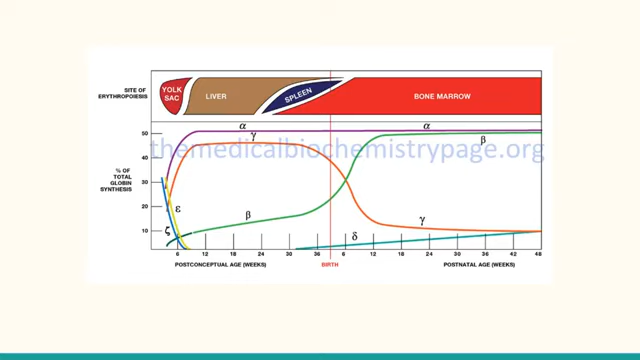 SITE OF
ERYTHROPOIESIS
YOLK
SAC
LIVER
SPLEEN
BONE MARROW
α
α
γ
β
themedicalbiochemistrypage.org
50
40
30
20
10
% OF
TOTAL
GLOBIN
SYNTHESIS
ε
ζ
β
γ
δ
6 12 18 24 30 36 6 12 18 24 30 36 42 48
POSTCONCEPTUAL AGE (WEEKS) BIRTH POSTNATAL AGE (WEEKS)